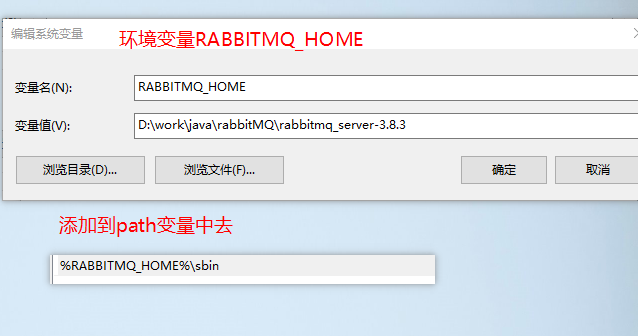 编辑系统变量
环境变量RABBITMQ_HOME
变量名(N):
RABBITMQ_HOME
变量值(V):
D:\work\java\rabbitMQ\rabbitmq_server-3.8.3
浏览目录(D)...
浏览文件(F)...
确定
取消
添加到path变量中去
%RABBITMQ_HOME%\sbin